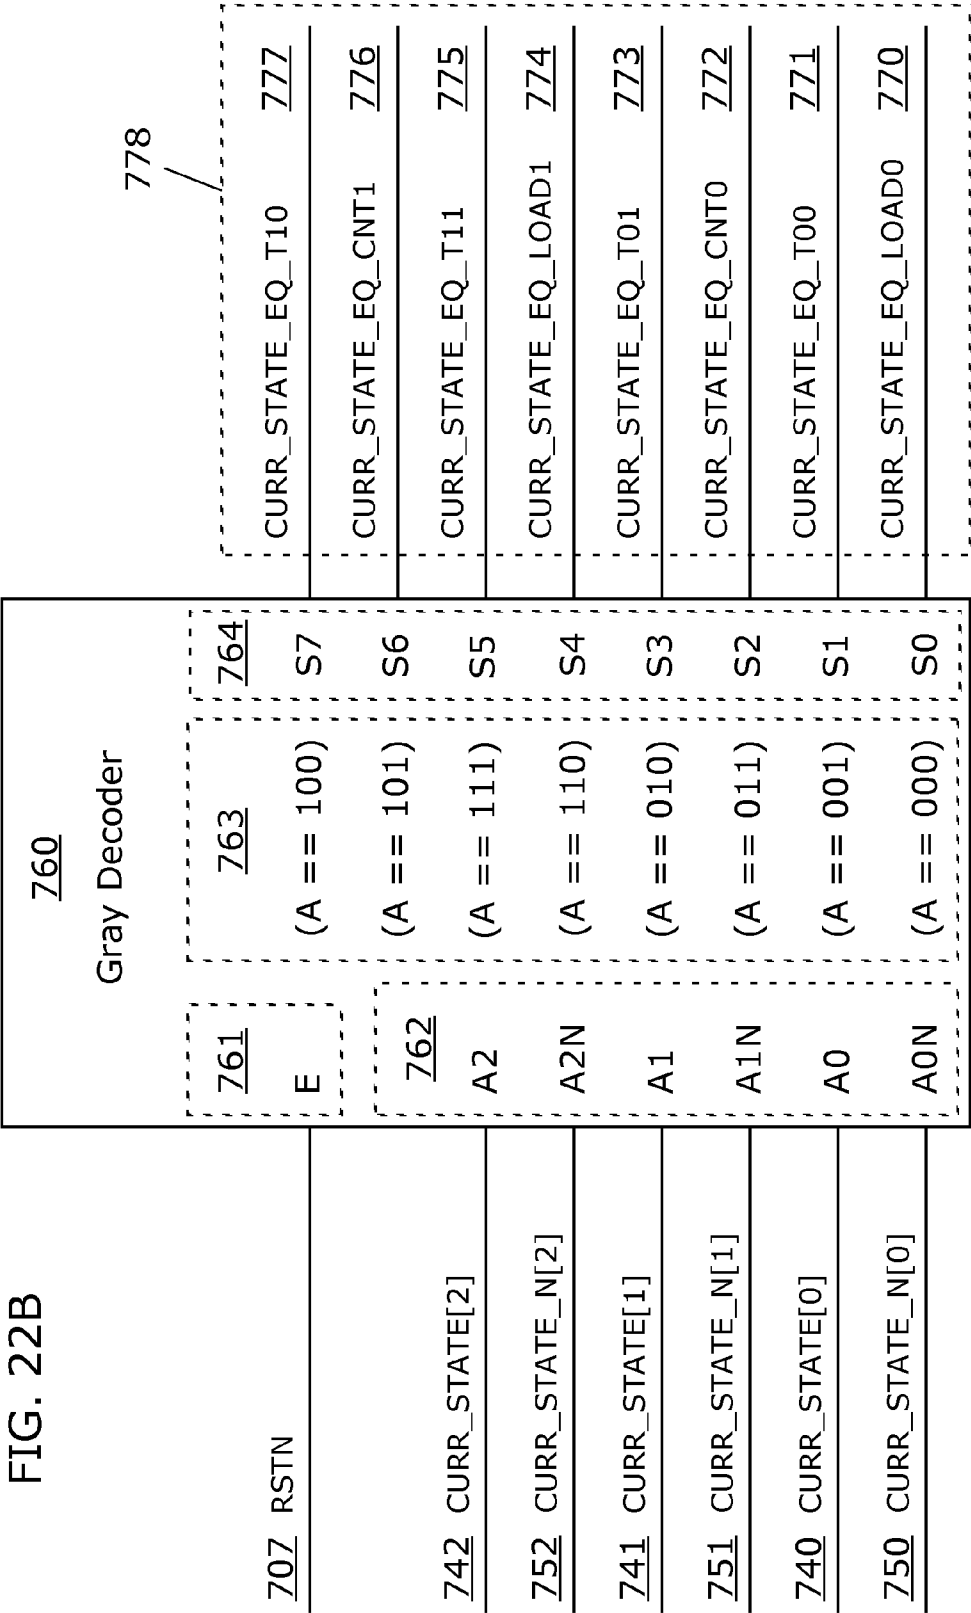 FIG. 22B
707 RSTN
742 CURR_STATE[2]
752 CURR_STATE_N[2]
741 CURR_STATE[1]
751 CURR_STATE_N[1]
740 CURR_STATE[0]
750 CURR_STATE_N[0]
760
Gray Decoder
761
E
762
A2
A2N
A1
A1N
A0
A0N
763
(A == 100)
(A == 101)
(A == 111)
(A == 110)
(A == 010)
(A == 011)
(A == 001)
(A == 000)
764
S7
S6
S5
S4
S3
S2
S1
S0
778
CURR_STATE_EQ_T10 777
CURR_STATE_EQ_CNT1 776
CURR_STATE_EQ_T11 775
CURR_STATE_EQ_LOAD1 774
CURR_STATE_EQ_T01 773
CURR_STATE_EQ_CNT0 772
CURR_STATE_EQ_T00 771
CURR_STATE_EQ_LOAD0 770